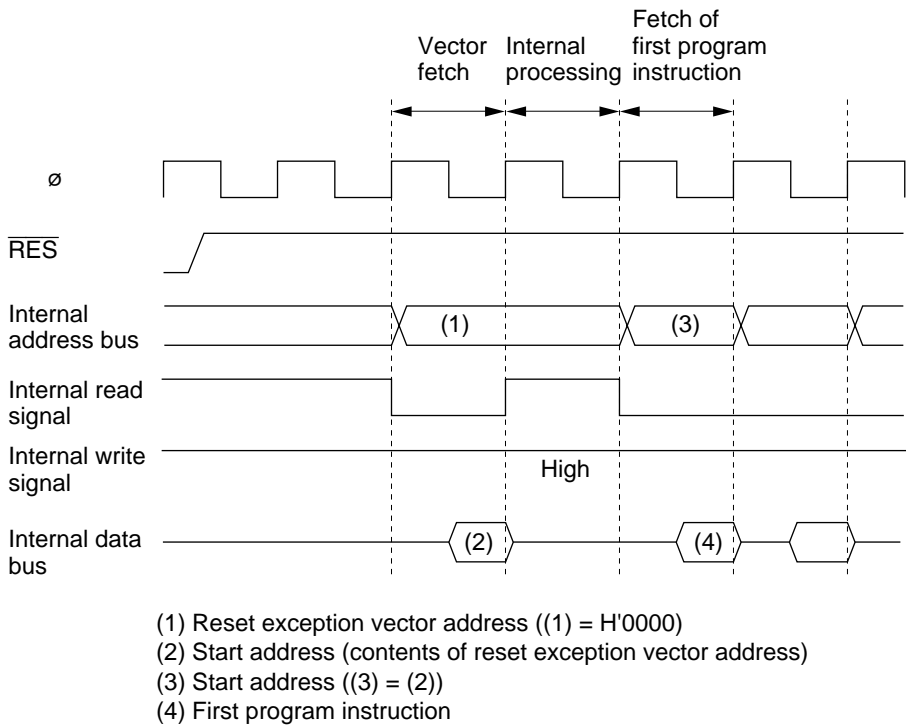 Vector fetch
Internal processing
Fetch of first program instruction
ø
RES
Internal address bus
(1)
(3)
Internal read signal
Internal write signal
High
Internal data bus
(2)
(4)
(1) Reset exception vector address ((1) = H'0000)
(2) Start address (contents of reset exception vector address)
(3) Start address ((3) = (2))
(4) First program instruction